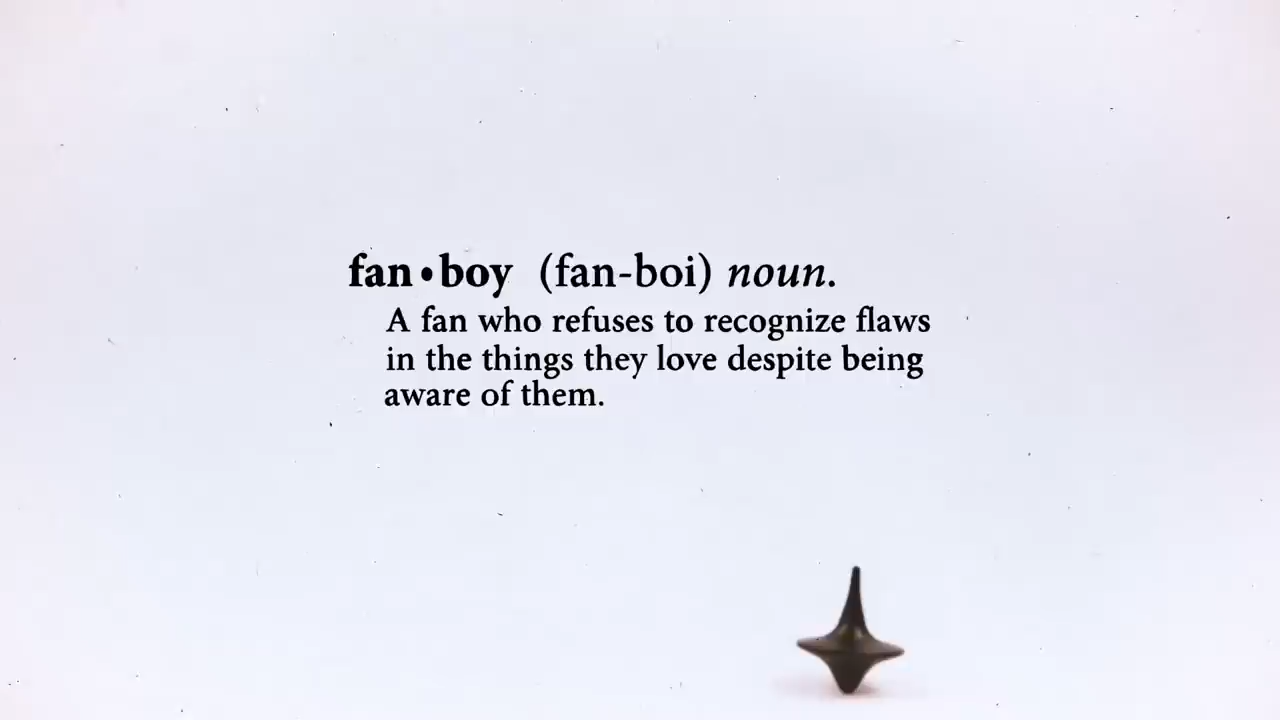 fan•boy (fan-boi) noun.
A fan who refuses to recognize flaws
in the things they love despite being
aware of them.